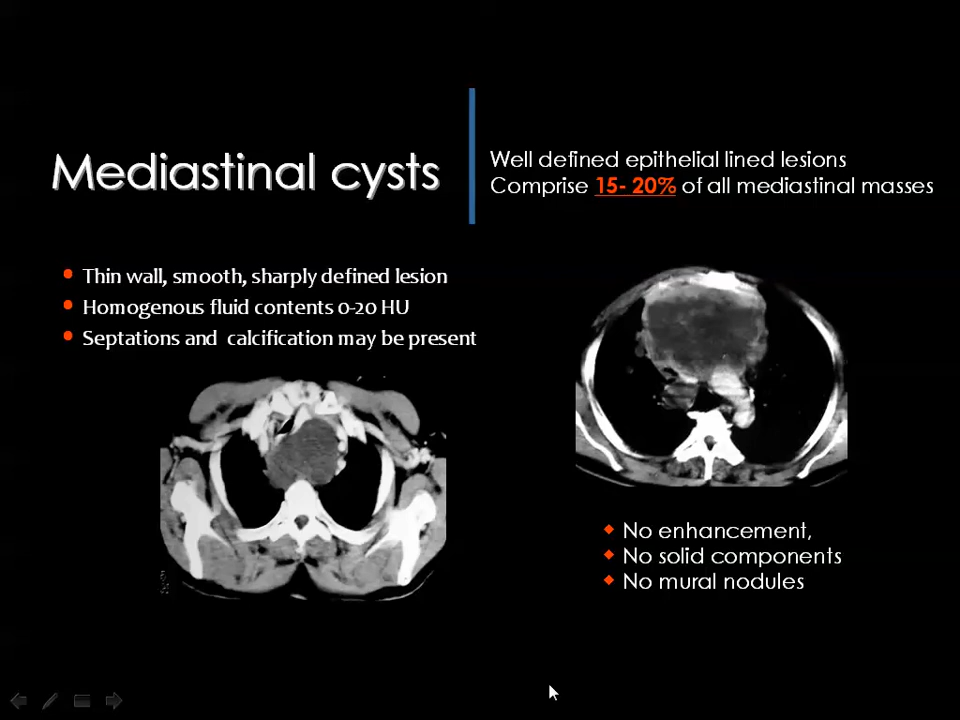 Mediastinal cysts
Well defined epithelial lined lesions
Comprise 15- 20% of all mediastinal masses
Thin wall, smooth, sharply defined lesion
Homogenous fluid contents 0-20 HU
Septations and calcification may be present
No enhancement,
No solid components
No mural nodules